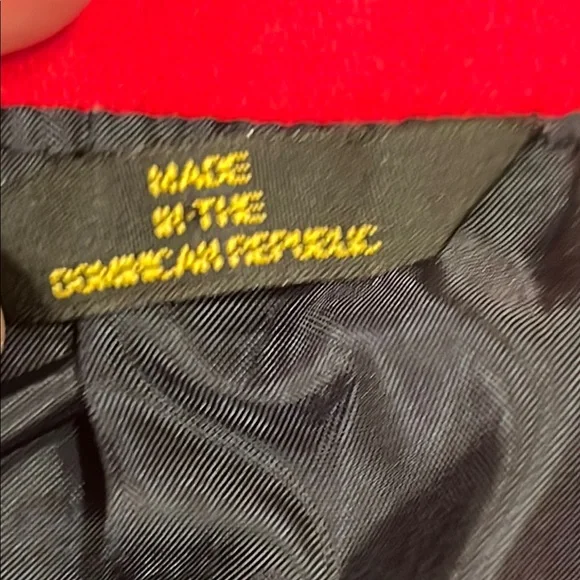 MADE
IN THE
DOMINICAN REPUBLIC